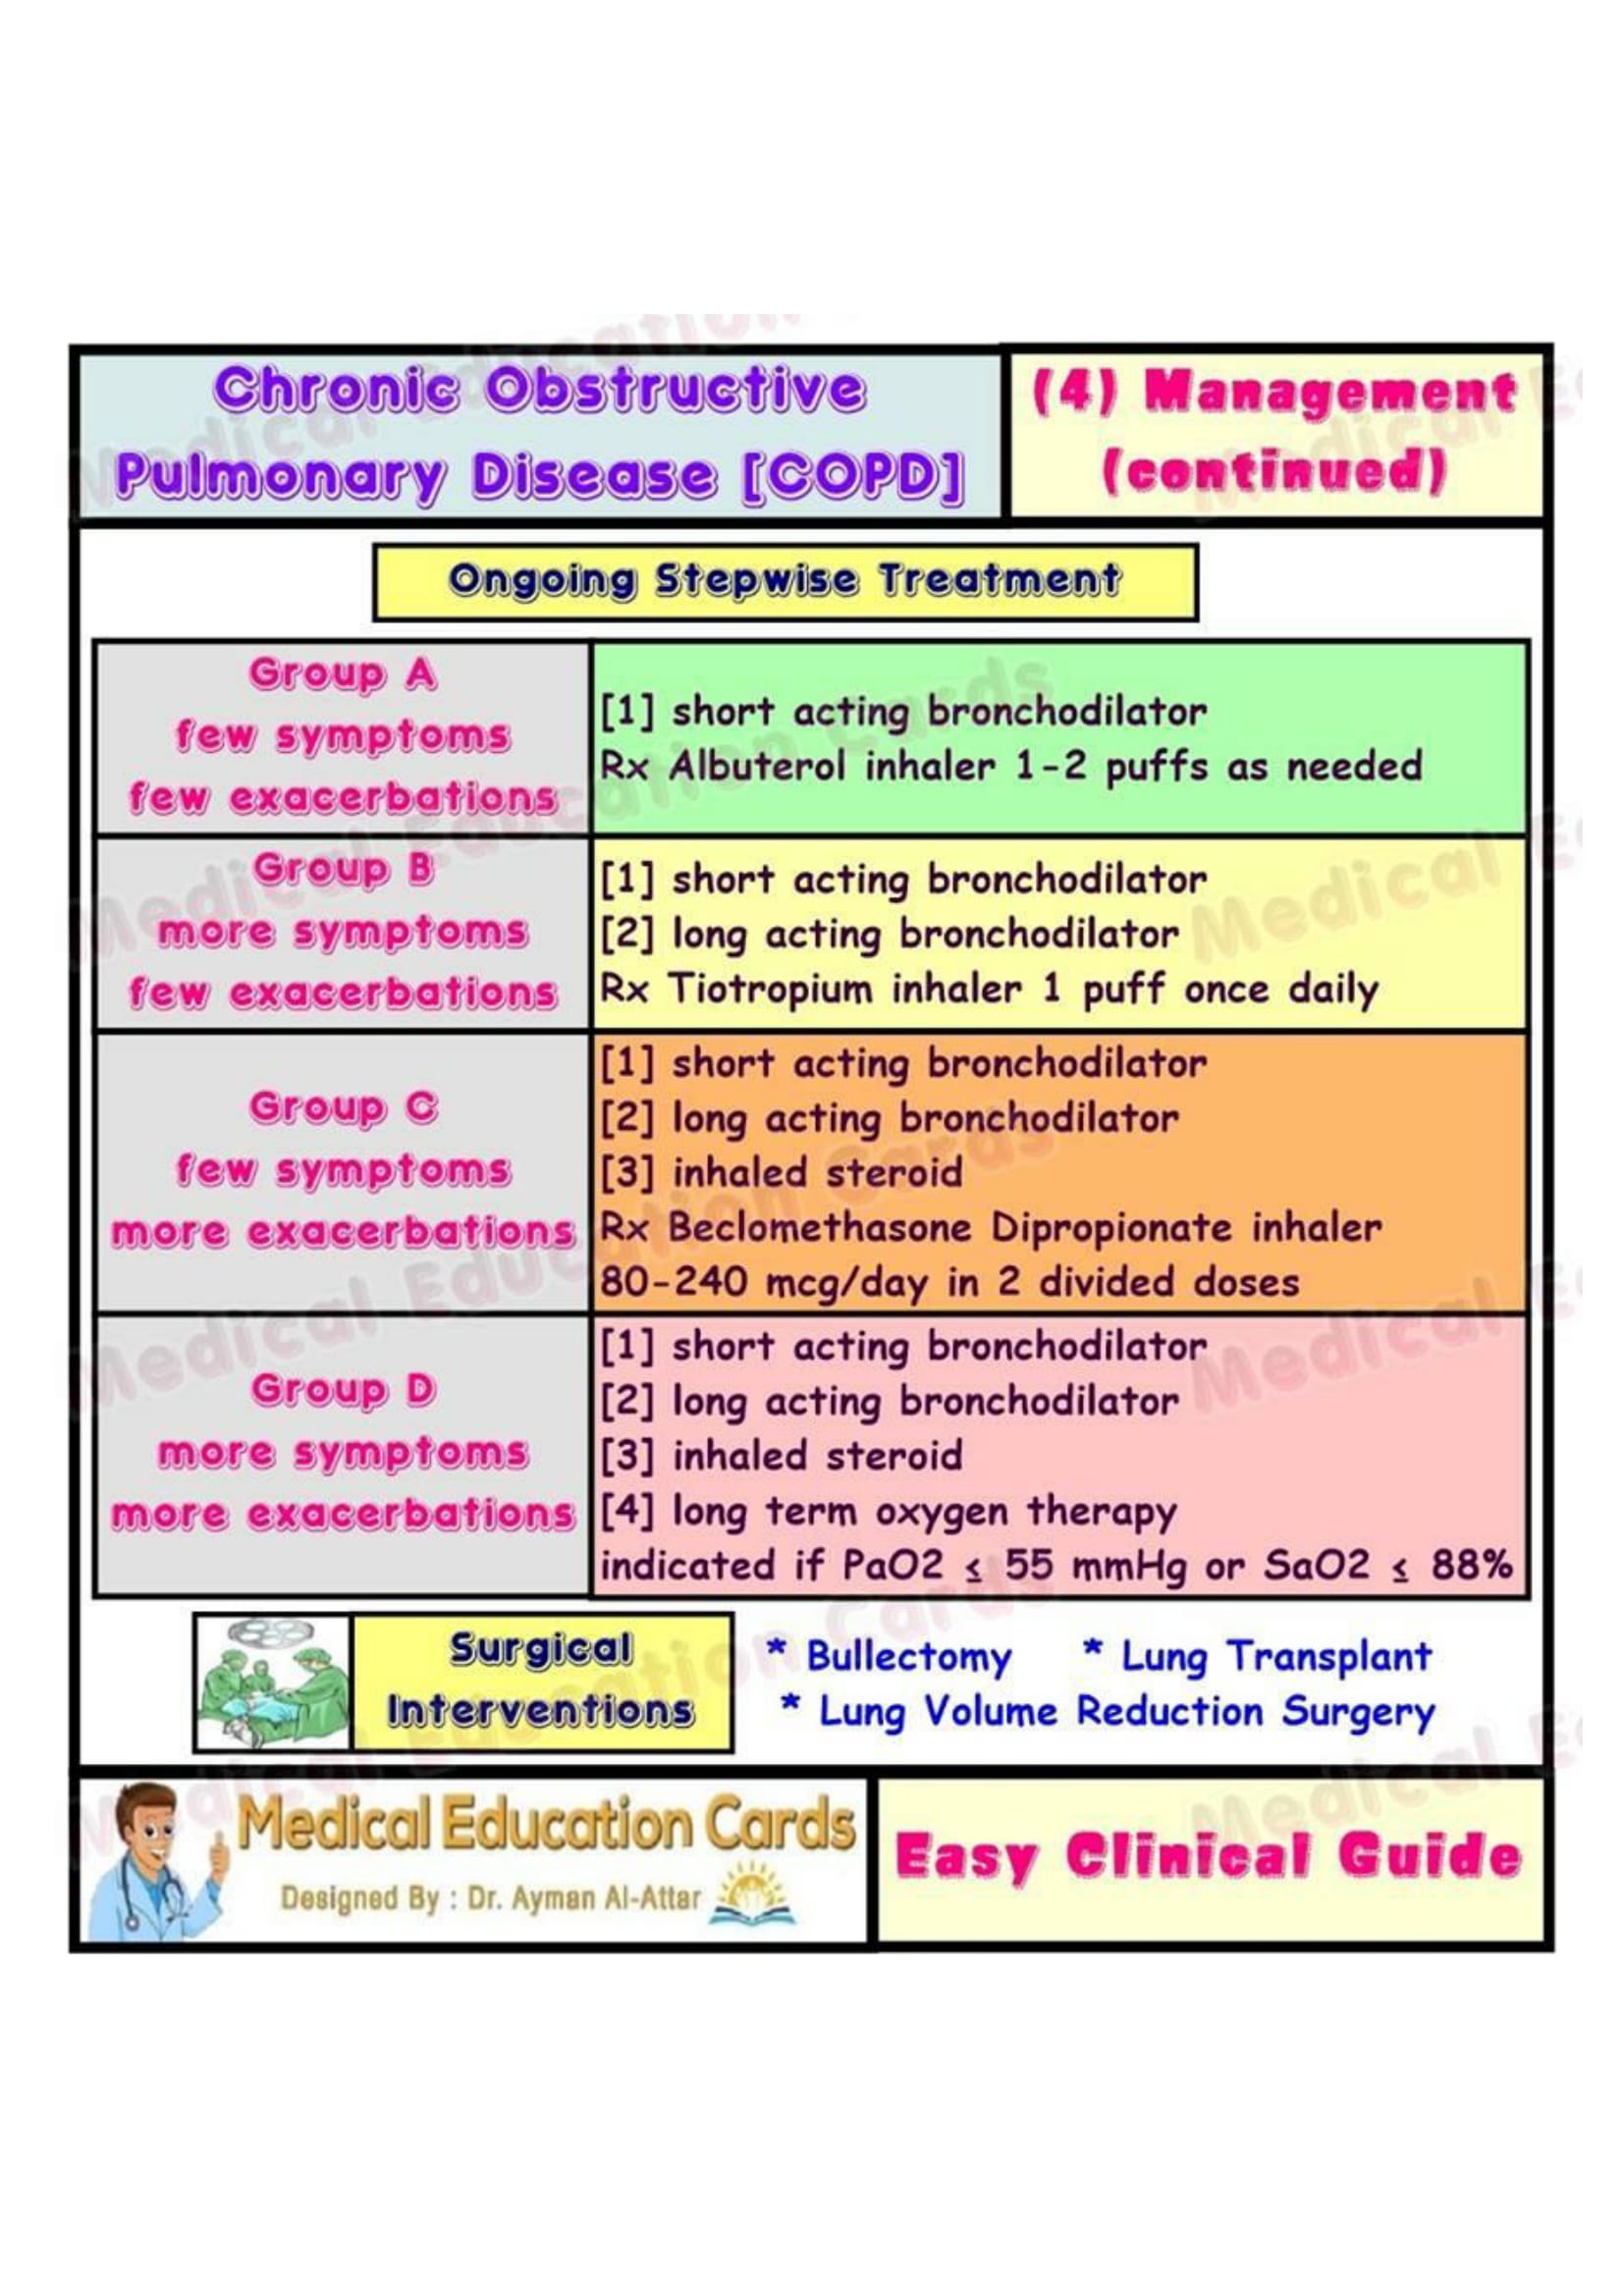 Chronic Obstructive
Pulmonary Disease [COPD]
(4) Management
(continued)
Ongoing Stepwise Treatment
Group A
few symptoms
few exacerbations
[1] short acting bronchodilator
Rx Albuterol inhaler 1-2 puffs as needed
Group B
more symptoms
few exacerbations
[1] short acting bronchodilator
[2] long acting bronchodilator
Rx Tiotropium inhaler 1 puff once daily
Group C
few symptoms
more exacerbations
[1] short acting bronchodilator
[2] long acting bronchodilator
[3] inhaled steroid
Rx Beclomethasone Dipropionate inhaler
80-240 mcg/day in 2 divided doses
Group D
more symptoms
more exacerbations
[1] short acting bronchodilator
[2] long acting bronchodilator
[3] inhaled steroid
[4] long term oxygen therapy
indicated if PaO2 ≤ 55 mmHg or SaO2 ≤ 88%
Surgical
Interventions
* Bullectomy * Lung Transplant
* Lung Volume Reduction Surgery
Medical Education Cards
Designed By : Dr. Ayman Al-Attar
Easy Clinical Guide